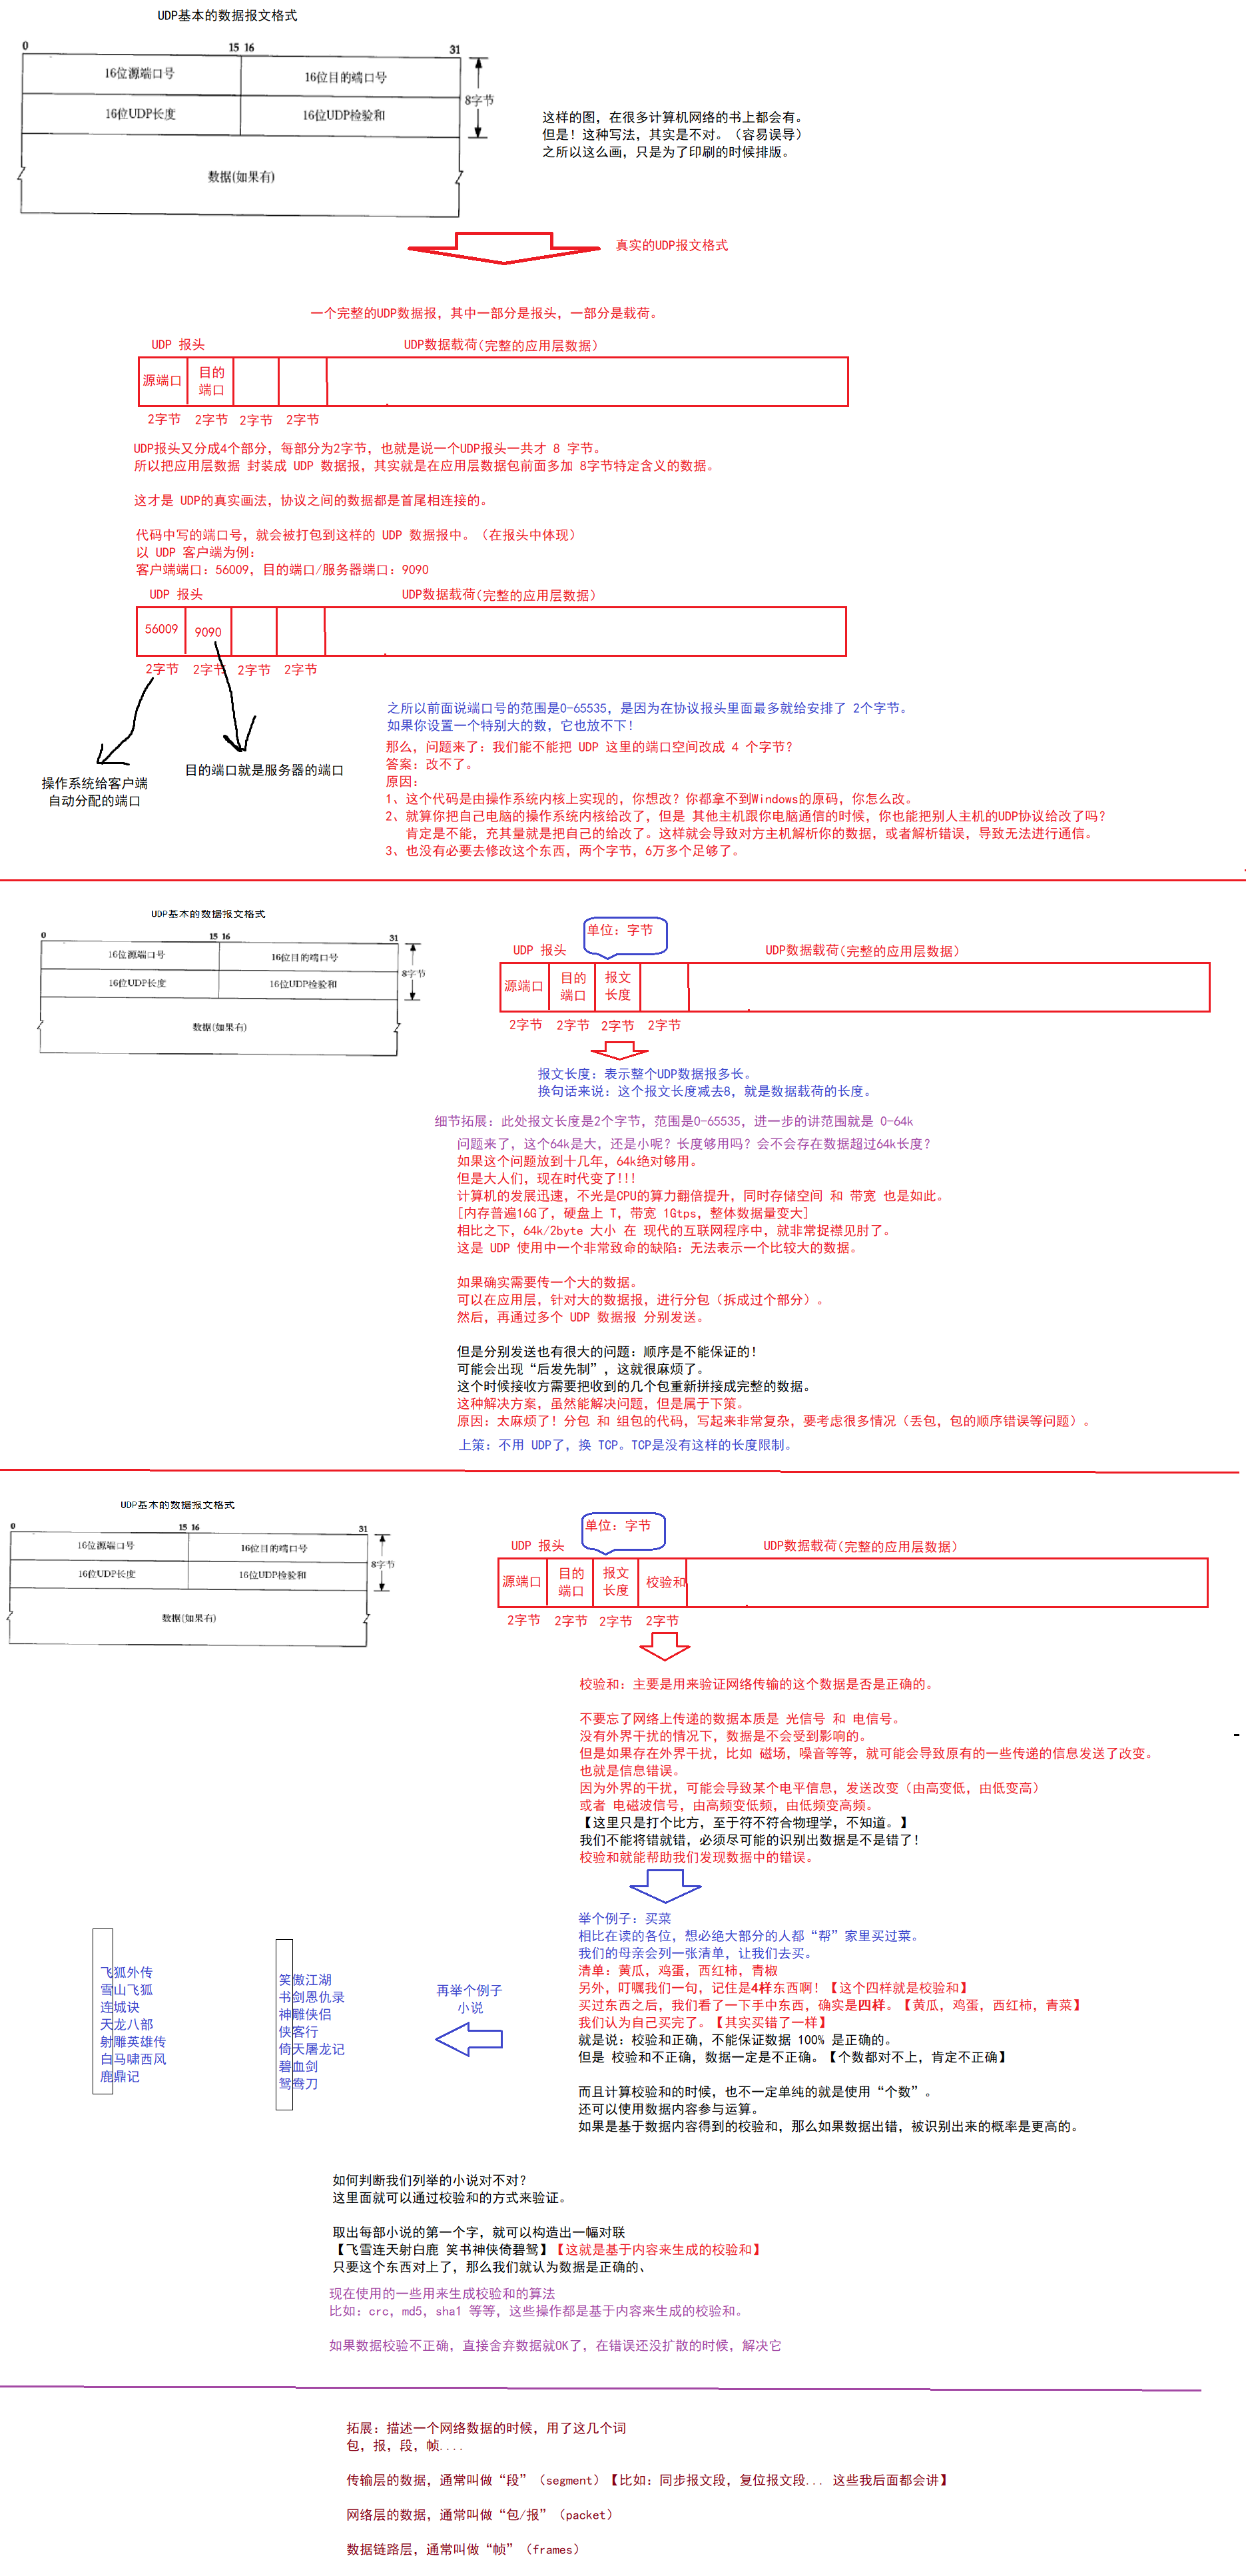 UDP基本的数据报文格式
0 15 16 31
16位源端口号 16位目的端口号
8字节
16位UDP长度 16位UDP检验和
数据(如果有)
这样的图，在很多计算机网络的书上都会有。
但是！这种写法，其实是不对。（容易误导）
之所以这么画，只是为了印刷的时候排版。
真实的UDP报文格式
一个完整的UDP数据报，其中一部分是报头，一部分是载荷。
UDP 报头 UDP数据载荷(完整的应用层数据)
源端口 目的
端口
2字节 2字节 2字节 2字节
UDP报头又分成4个部分，每部分为2字节，也就是说一个UDP报头一共才 8 字节。
所以把应用层数据 封装成 UDP 数据报，其实就是在应用层数据包前面多加 8字节特定含义的数据。
这才是 UDP的真实画法，协议之间的数据都是首尾相连接的。
代码中写的端口号，就会被打包到这样的 UDP 数据报中。（在报头中体现）
以 UDP 客户端为例：
客户端端口：56009，目的端口/服务器端口：9090
UDP 报头 UDP数据载荷(完整的应用层数据)
56009 9090
2字节 2字节 2字节 2字节
操作系统给客户端
自动分配的端口
目的端口就是服务器的端口
之所以前面说端口号的范围是0-65535，是因为在协议报头里面最多就给安排了 2个字节。
如果你设置一个特别大的数，它也放不下！
那么，问题来了：我们能不能把 UDP 这里的端口空间改成 4 个字节？
答案：改不了。
原因：
1、这个代码是由操作系统内核上实现的，你想改？你都拿不到Windows的原码，你怎么改。
2、就算你把自己电脑的操作系统内核给改了，但是 其他主机跟你电脑通信的时候，你也能把别人主机的UDP协议给改了吗？
肯定是不能，充其量就是把自己的给改了。这样就会导致对方主机解析你的数据，或者解析错误，导致无法进行通信。
3、也没有必要去修改这个东西，两个字节，6万多个足够了。
UDP基本的数据报文格式
0 15 16 31
16位源端口号 16位目的端口号
8字节
16位UDP长度 16位UDP检验和
数据(如果有)
单位：字节
UDP 报头 UDP数据载荷(完整的应用层数据)
源端口 目的
端口 报文
长度
2字节 2字节 2字节 2字节
报文长度：表示整个UDP数据报多长。
换句话来说：这个报文长度减去8，就是数据载荷的长度。
细节拓展：此处报文长度是2个字节，范围是0-65535，进一步的讲范围就是 0-64k
问题来了，这个64k是大，还是小呢？长度够用吗？会不会存在数据超过64k长度？
如果这个问题放到十几年，64k绝对够用。
但是大人们，现在时代变了!!!
计算机的发展迅速，不光是CPU的算力翻倍提升，同时存储空间 和 带宽 也是如此。
[内存普遍16G了，硬盘上 T，带宽 1Gtps，整体数据量变大]
相比之下，64k/2byte 大小 在 现代的互联网程序中，就非常捉襟见肘了。
这是 UDP 使用中一个非常致命的缺陷：无法表示一个比较大的数据。
如果确实需要传一个大的数据。
可以在应用层，针对大的数据报，进行分包（拆成过个部分）。
然后，再通过多个 UDP 数据报 分别发送。
但是分别发送也有很大的问题：顺序是不能保证的！
可能会出现“后发先制”，这就很麻烦了。
这个时候接收方需要把收到的几个包重新拼接成完整的数据。
这种解决方案，虽然能解决问题，但是属于下策。
原因：太麻烦了！分包 和 组包的代码，写起来非常复杂，要考虑很多情况（丢包，包的顺序错误等问题）。
上策：不用 UDP了，换 TCP。TCP是没有这样的长度限制。
UDP基本的数据报文格式
0 15 16 31
16位源端口号 16位目的端口号
8字节
16位UDP长度 16位UDP检验和
数据(如果有)
单位：字节
UDP 报头 UDP数据载荷(完整的应用层数据)
源端口 目的
端口 报文
长度 校验和
2字节 2字节 2字节 2字节
校验和：主要是用来验证网络传输的这个数据是否是正确的。
不要忘了网络上传递的数据本质是 光信号 和 电信号。
没有外界干扰的情况下，数据是不会受到影响的。
但是如果存在外界干扰，比如 磁场，噪音等等，就可能会导致原有的一些传递的信息发送了改变。
也就是信息错误。
因为外界的干扰，可能会导致某个电平信息，发送改变（由高变低，由低变高）
或者 电磁波信号，由高频变低频，由低频变高频。
【这里只是打个比方，至于符不符合物理学，不知道。】
我们不能将错就错，必须尽可能的识别出数据是不是错了！
校验和就能帮助我们发现数据中的错误。
举个例子：买菜
相比在读的各位，想必绝大部分的人都“帮”家里买过菜。
我们的母亲会列一张清单，让我们去买。
清单：黄瓜，鸡蛋，西红柿，青椒
另外，叮嘱我们一句，记住是4样东西啊！【这个四样就是校验和】
买过东西之后，我们看了一下手中东西，确实是四样。【黄瓜，鸡蛋，西红柿，青菜】
我们认为自己买完了。【其实买错了一样】
就是说：校验和正确，不能保证数据 100% 是正确的。
但是 校验和不正确，数据一定是不正确。【个数都对不上，肯定不正确】
而且计算校验和的时候，也不一定单纯的就是使用“个数”。
还可以使用数据内容参与运算。
如果是基于数据内容得到的校验和，那么如果数据出错，被识别出来的概率是更高的。
再举个例子
小说
笑傲江湖
书剑恩仇录
神雕侠侣
侠客行
倚天屠龙记
碧血剑
鸳鸯刀
飞狐外传
雪山飞狐
连城诀
天龙八部
射雕英雄传
白马啸西风
鹿鼎记
如何判断我们列举的小说对不对？
这里面就可以通过校验和的方式来验证。
取出每部小说的第一个字，就可以构造出一幅对联
【飞雪连天射白鹿 笑书神侠倚碧鸳】【这就是基于内容来生成的校验和】
只要这个东西对上了，那么我们就认为数据是正确的、
现在使用的一些用来生成校验和的算法
比如：crc，md5，sha1 等等，这些操作都是基于内容来生成的校验和。
如果数据校验不正确，直接舍弃数据就OK了，在错误还没扩散的时候，解决它
拓展：描述一个网络数据的时候，用了这几个词
包，报，段，帧....
传输层的数据，通常叫做“段”（segment）【比如：同步报文段，复位报文段... 这些我后面都会讲】
网络层的数据，通常叫做“包/报”（packet）
数据链路层，通常叫做“帧”（frames）